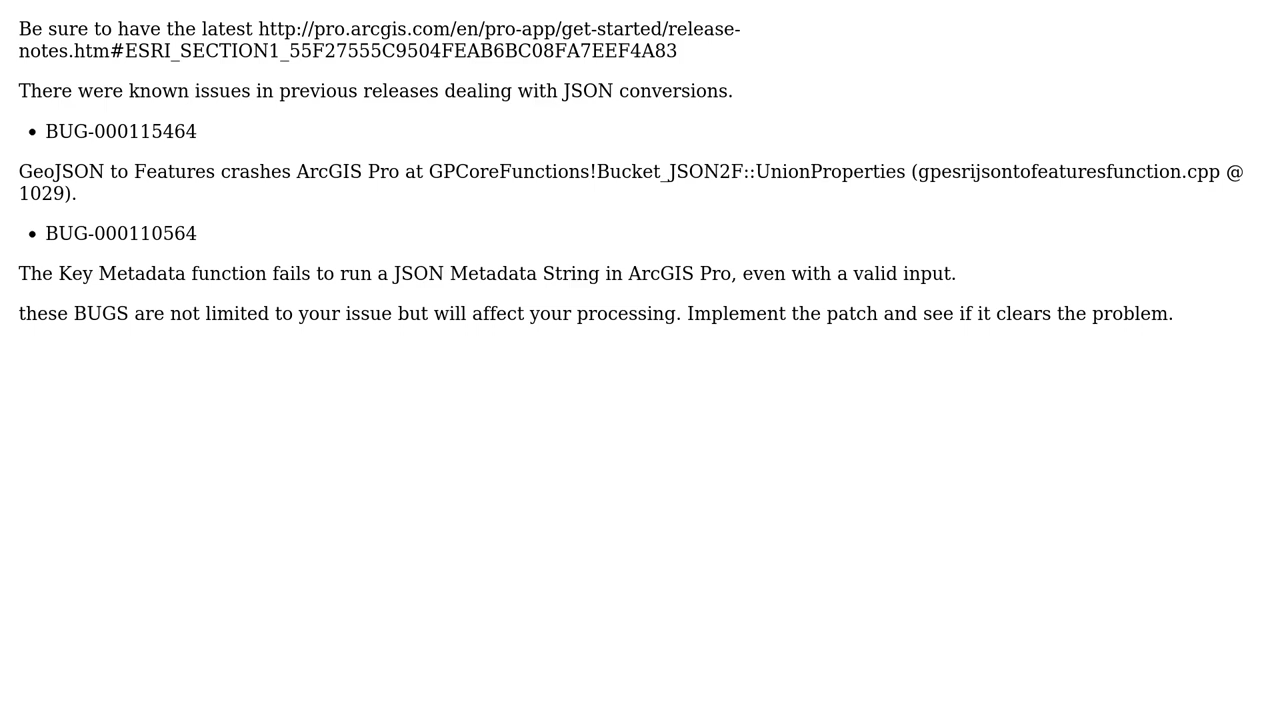 Be sure to have the latest http://pro.arcgis.com/en/pro-app/get-started/release-
notes.htm#ESRI_SECTION1_55F27555C9504FEAB6BC08FA7EEF4A83
There were known issues in previous releases dealing with JSON conversions.
• BUG-000115464
GeoJSON to Features crashes ArcGIS Pro at GPCoreFunctions!Bucket_JSON2F::UnionProperties (gpesrijsontofeaturesfunction.cpp @
1029).
• BUG-000110564
The Key Metadata function fails to run a JSON Metadata String in ArcGIS Pro, even with a valid input.
these BUGS are not limited to your issue but will affect your processing. Implement the patch and see if it clears the problem.